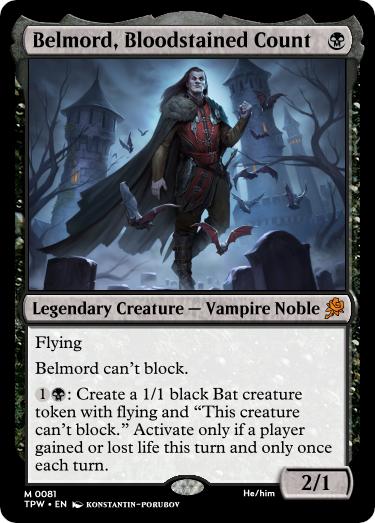 Belmord, Bloodstained Count
Legendary Creature — Vampire Noble
Flying
Belmord can't block.
1 : Create a 1/1 black Bat creature
token with flying and “This creature
can't block.” Activate only if a player
gained or lost life this turn and only once
each turn.
2/1
M 0081
TPW • EN KONSTANTIN-PORUBOV
He/him